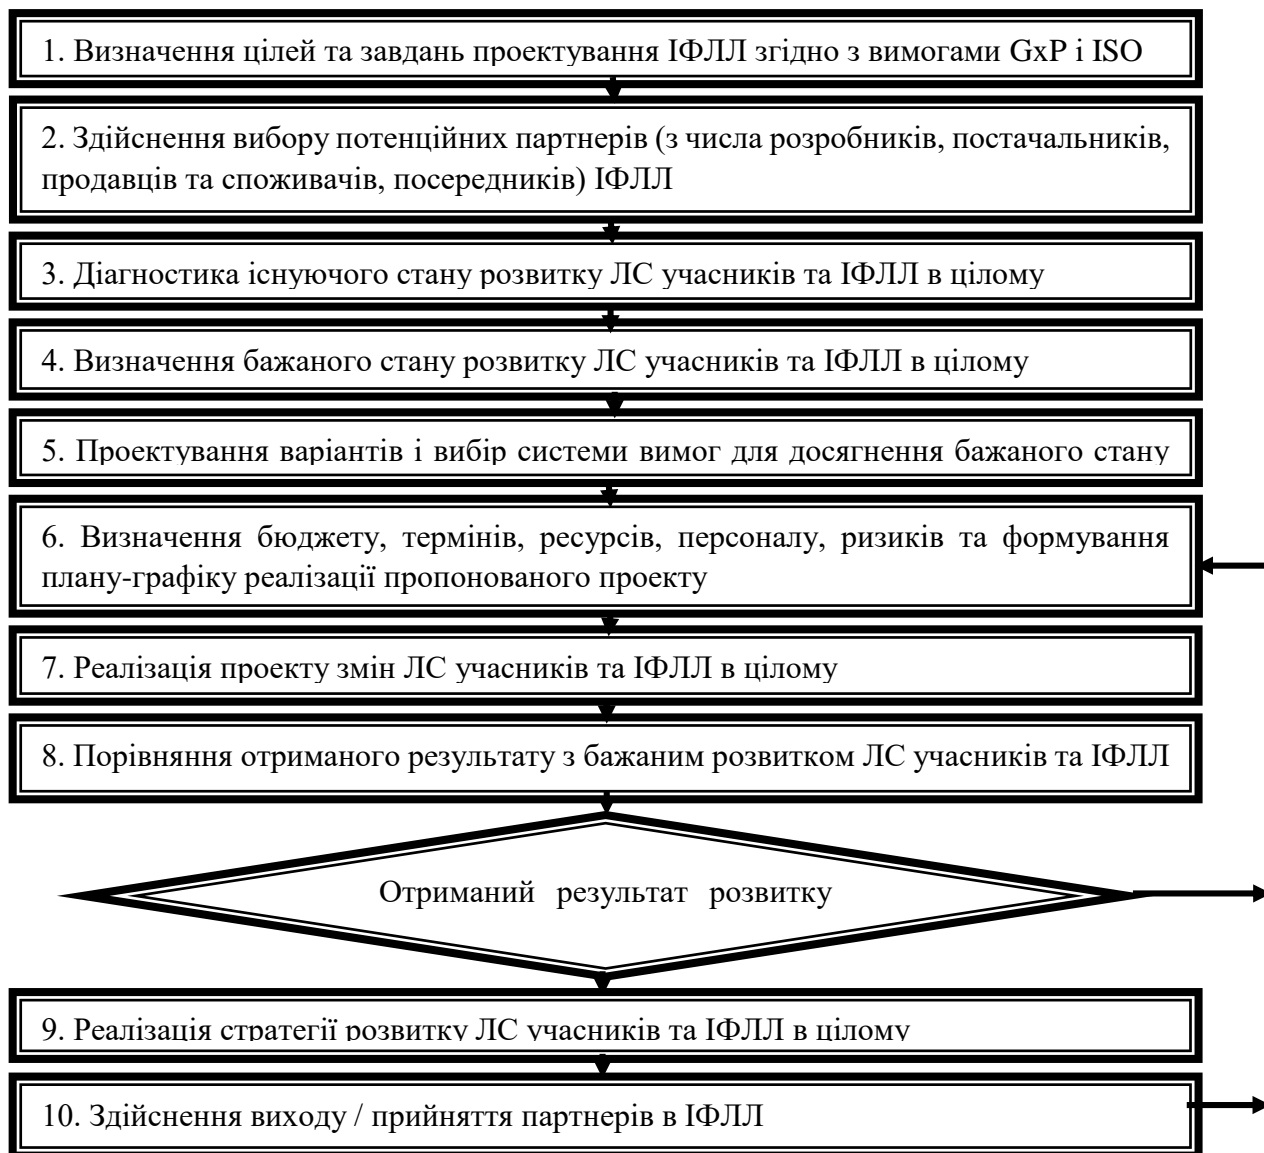 1. Визначення цілей та завдань проектування ІФЛЛ згідно з вимогами GxP і ISO
2. Здійснення вибору потенційних партнерів (з числа розробників, постачальників,
продавців та споживачів, посередників) ІФЛЛ
3. Діагностика існуючого стану розвитку ЛС учасників та ІФЛЛ в цілому
4. Визначення бажаного стану розвитку ЛС учасників та ІФЛЛ в цілому
5. Проектування варіантів і вибір системи вимог для досягнення бажаного стану
6. Визначення бюджету, термінів, ресурсів, персоналу, ризиків та формування
плану-графіку реалізації пропонованого проекту
7. Реалізація проекту змін ЛС учасників та ІФЛЛ в цілому
8. Порівняння отриманого результату з бажаним розвитком ЛС учасників та ІФЛЛ
Отриманий результат розвитку
9. Реалізація стратегії розвитку ЛС учасників та ІФЛЛ в цілому
10. Здійснення виходу / прийняття партнерів в ІФЛЛ